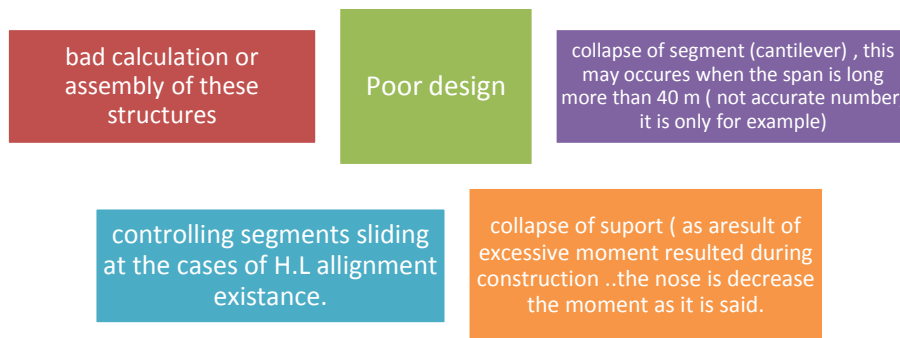 bad calculation or
assembly of these
structures
Poor design
collapse of segment (cantilever) , this
may occures when the span is long
more than 40 m ( not accurate number
it is only for example)
controlling segments sliding
at the cases of H.L allignment
existance.
collapse of suport ( as aresult of
excessive moment resulted during
construction ..the nose is decrease
the moment as it is said.